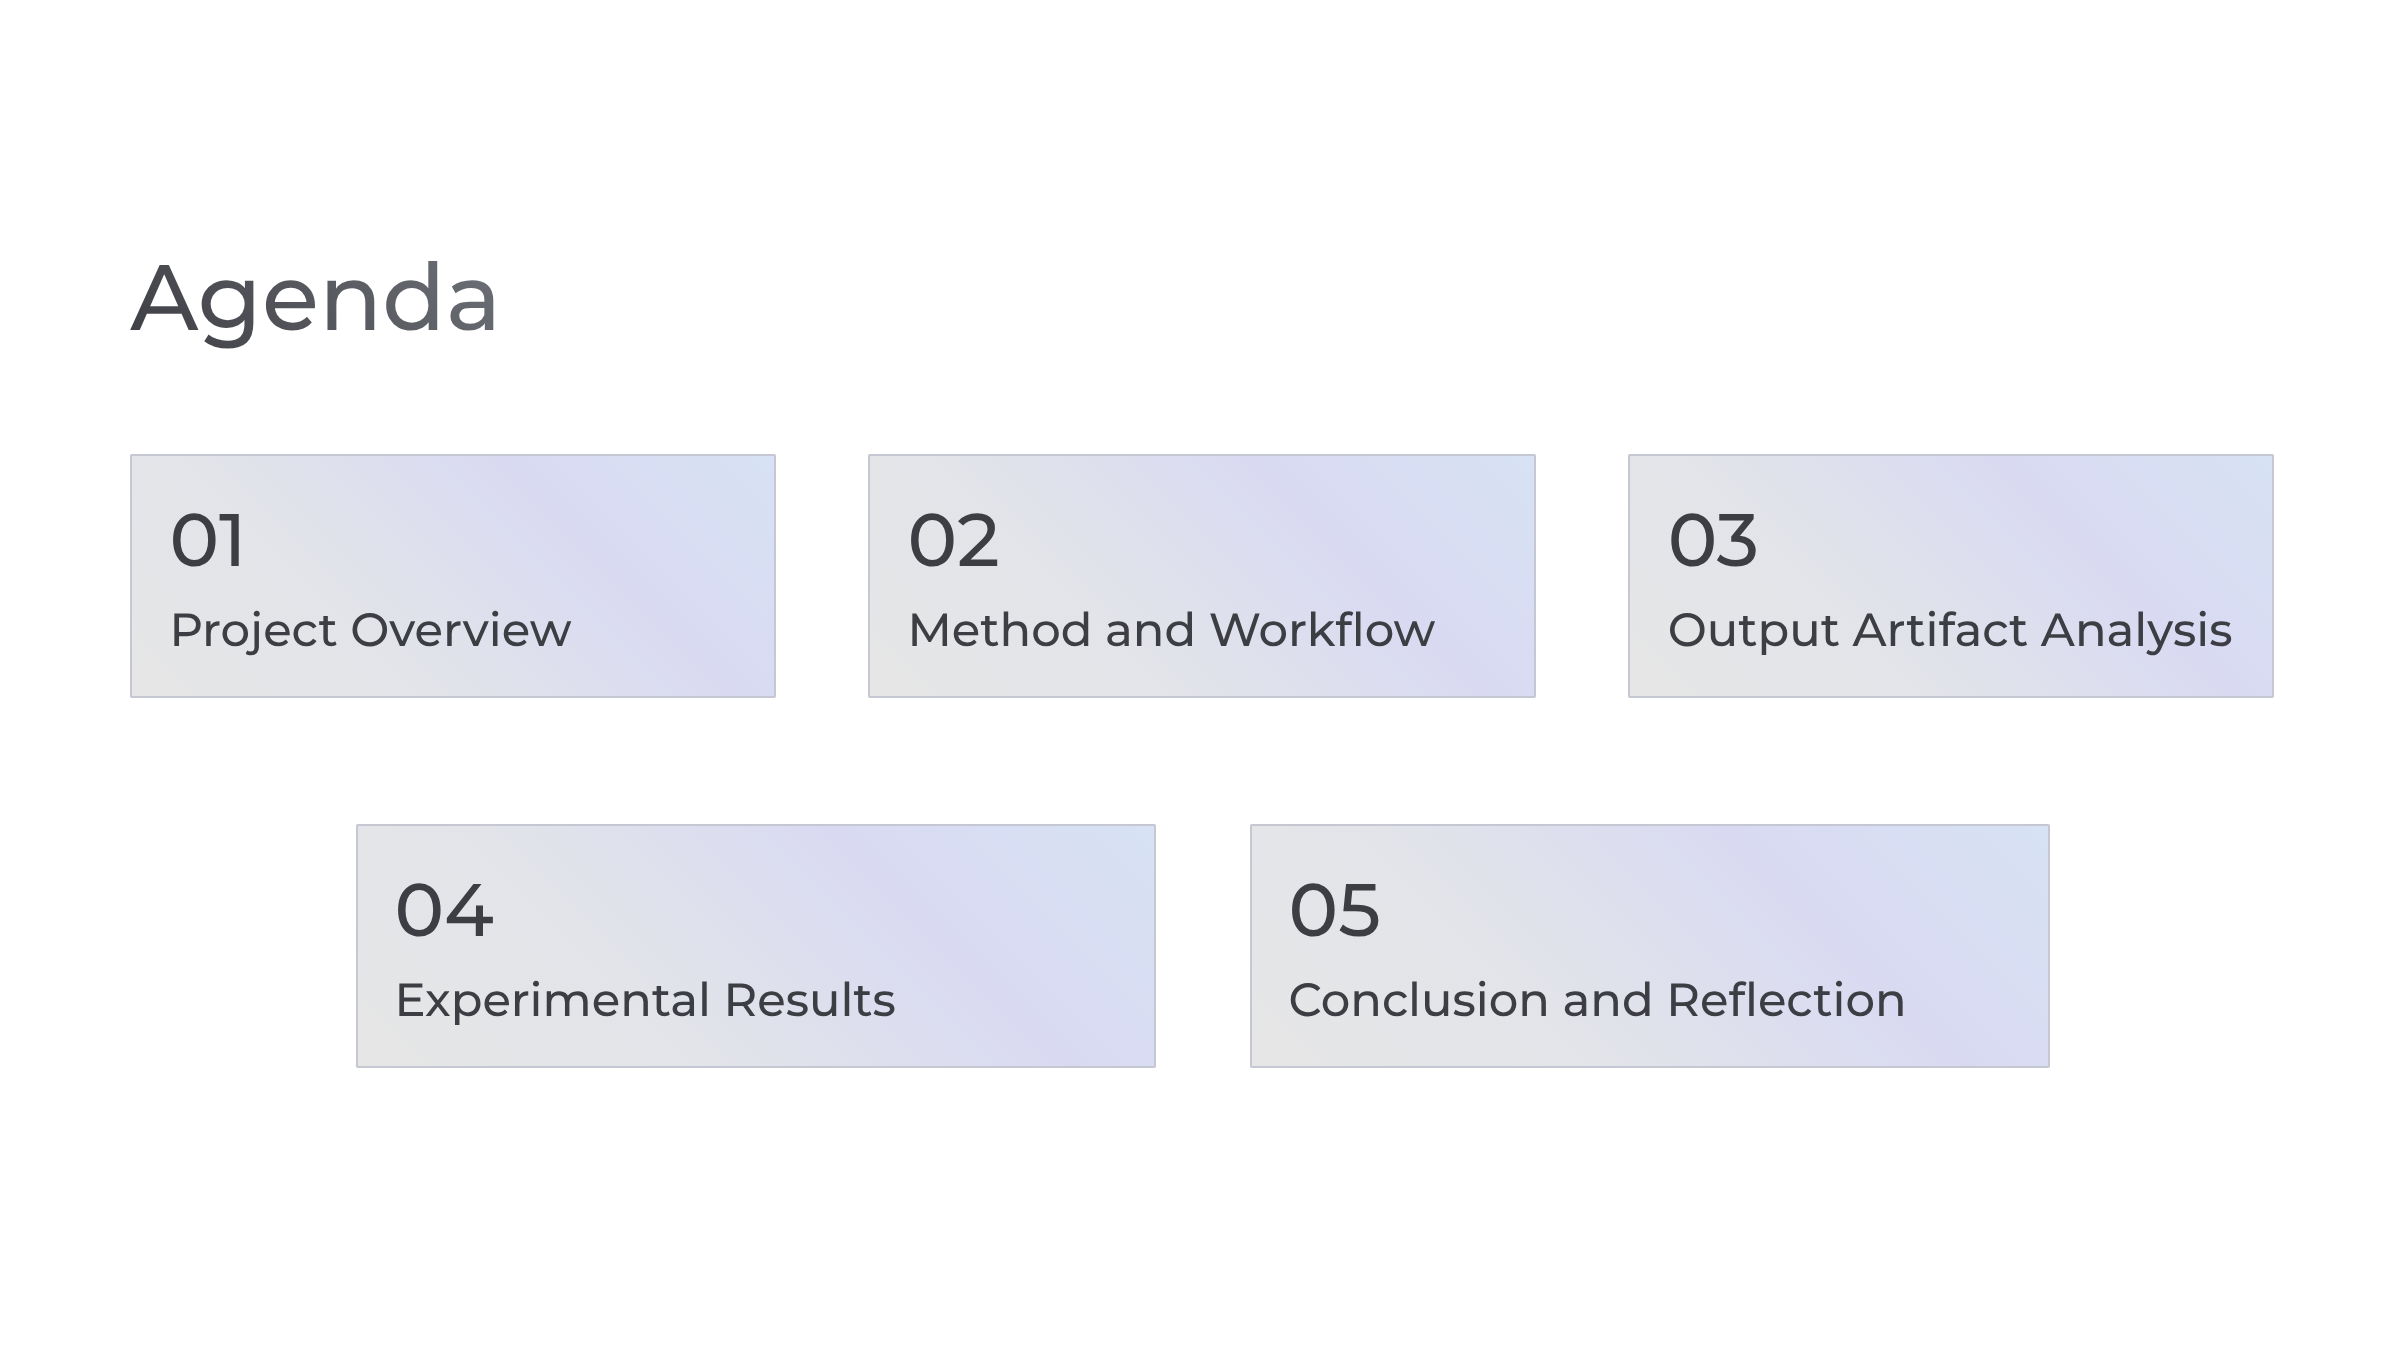 Agenda
01
Project Overview
02
Method and Workflow
03
Output Artifact Analysis
04
Experimental Results
05
Conclusion and Reflection